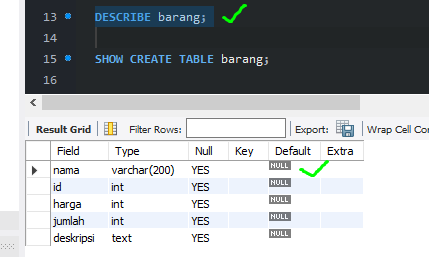 13 DESCRIBE barang;
14
15 SHOW CREATE TABLE barang;
16
Result Grid Filter Rows: Export: Wrap Cell Con
Field Type Null Key Default Extra
nama varchar(200) YES NULL
id int YES NULL
harga int YES NULL
jumlah int YES NULL
deskripsi text YES NULL